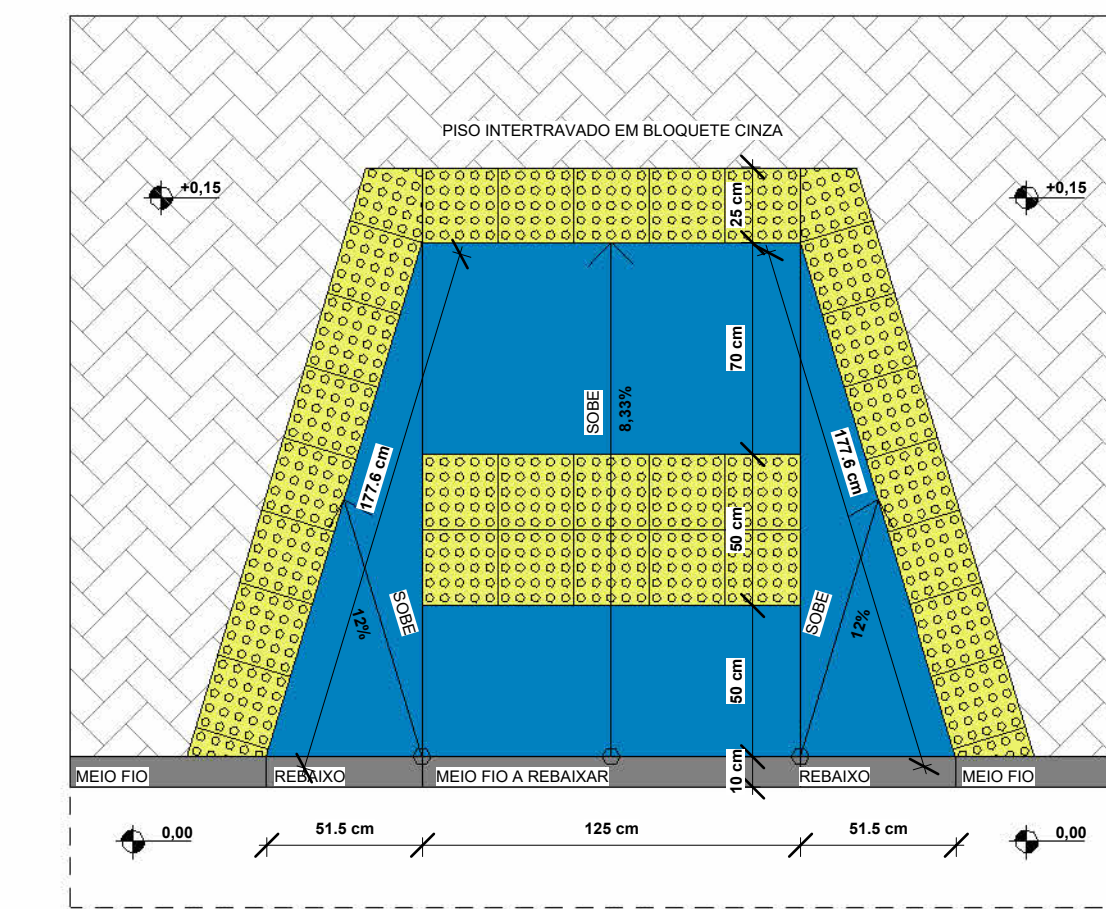 PISO INTERTRAVADO EM BLOQUETE CINZA
+0,15
+0,15
25 cm
70 cm
SOBE
8,33%
177.6 cm
177.6 cm
50 cm
SOBE
12%
SOBE
12%
50 cm
10 cm
MEIO FIO
REBAIXO
MEIO FIO A REBAIXAR
REBAIXO
MEIO FIO
0,00
51.5 cm
125 cm
51.5 cm
0,00